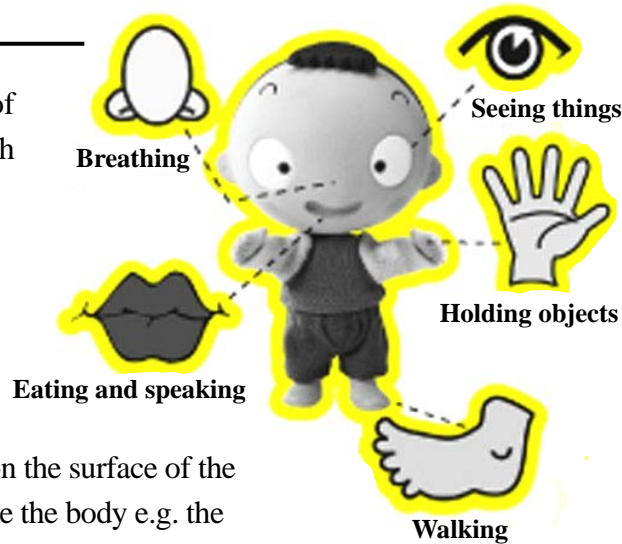 of
h
Seeing things
Breathing
Holding objects
Eating and speaking
n the surface of the
e the body e.g. the
Walking